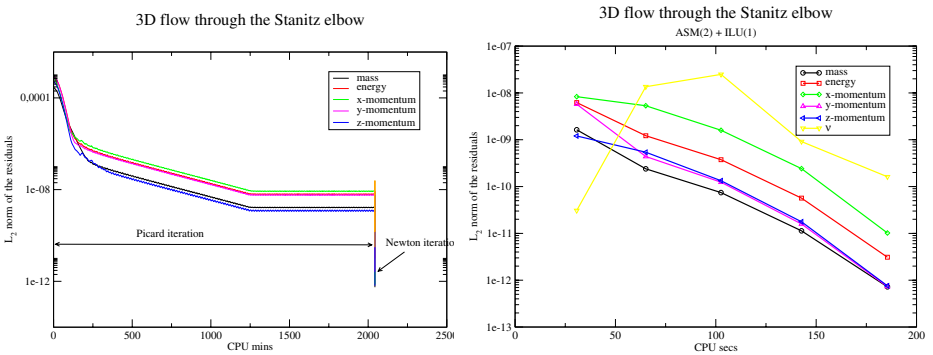 3D flow through the Stanitz elbow
mass
energy
x-momentum
y-momentum
z-momentum
0,0001
1e-08
1e-12
L2 norm of the residuals
Picard iteration
Newton iteratio
0
500
1000
1500
2000
2500
CPU mins
3D flow through the Stanitz elbow
ASM(2) + ILU(1)
mass
energy
x-momentum
y-momentum
z-momentum
ν
1e-07
1e-08
1e-09
1e-10
1e-11
1e-12
1e-13
L2 norm of the residuals
0
50
75
100
125
150
200
CPU secs